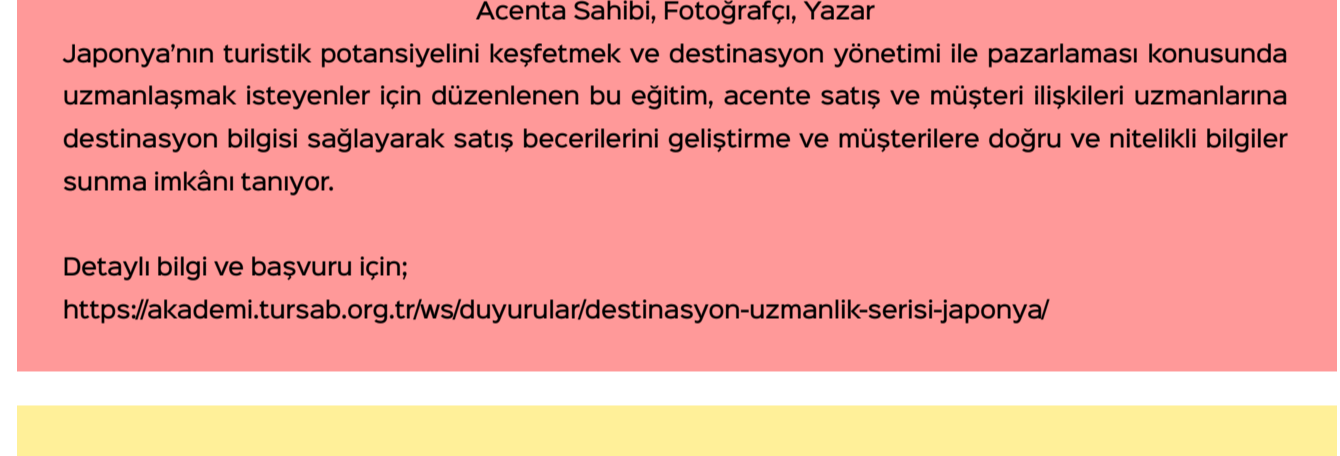 Acenta Sahibi, Fotoğrafçı, Yazar
Japonya’nın turistik potansiyelini keşfetmek ve destinasyon yönetimi ile pazarlaması konusunda
uzmanlaşmak isteyenler için düzenlenen bu eğitim, acente satış ve müşteri ilişkileri uzmanlarına
destinasyon bilgisi sağlayarak satış becerilerini geliştirme ve müşterilere doğru ve nitelikli bilgiler
sunma imkânı tanıyor.
Detaylı bilgi ve başvuru için;
https://akademi.tursab.org.tr/ws/duyurular/destinasyon-uzmanlik-serisi-japonya/